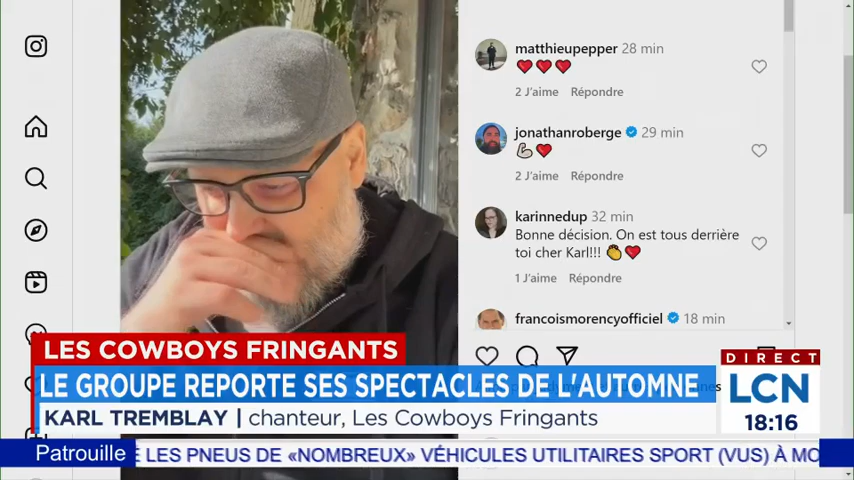 matthieupepper 28 min
2 J'aime Répondre
jonathanroberge 29 min
2 J'aime Répondre
karinnedup 32 min
Bonne décision. On est tous derrière
toi cher Karl!!!
1 J'aime Répondre
francoismorencyofficiel 18 min
LES COWBOYS FRINGANTS
LE GROUPE REPORTE SES SPECTACLES DE L'AUTOMNE
KARL TREMBLAY | chanteur, Les Cowboys Fringants
DIRECT
LCN
18:16
Patrouille
E LES PNEUS DE «NOMBREUX» VÉHICULES UTILITAIRES SPORT (VUS) À MO